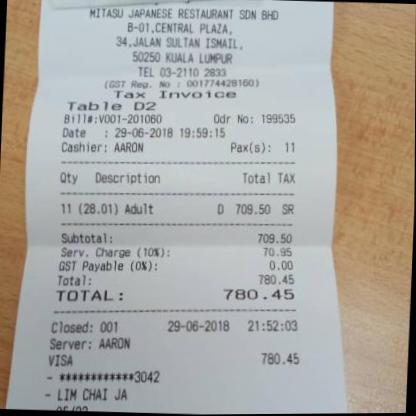 MITASU JAPANESE RESTAURANT SDN BHD
B-01,CENTRAL PLAZA,
34,JALAN SULTAN ISMAIL,
50250 KUALA LUMPUR
TEL 03-2110 2833
(GST Reg. No : 001774428160)
Tax Invoice
Table D2
Bill#:V001-201060 Odr No: 199535
Date : 29-06-2018 19:59:15
Cashier: AARON Pax(s): 11
Qty Description Total TAX
11 (28.01) Adult D 709.50 SR
Subtotal: 709.50
Serv. Charge (10%): 70.95
GST Payable (0%): 0.00
Total: 780.45
TOTAL: 780.45
Closed: 001 29-06-2018 21:52:03
Server: AARON
VISA 780.45
- ************3042
- LIM CHAI JA